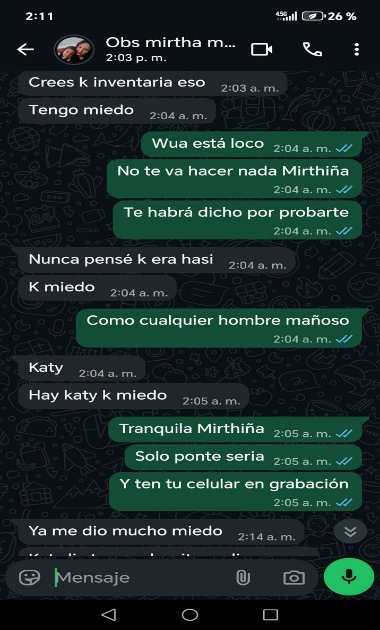 2:11
26 %
Obs mirtha m...
2:03 p. m.
Crees k inventaria eso 2:03 a. m.
Tengo miedo 2:04 a. m.
Wua está loco 2:04 a. m.
No te va hacer nada Mirthiña
2:04 a. m.
Te habrá dicho por probarte
2:04 a. m.
Nunca pensé k era hasi 2:04 a. m.
K miedo 2:04 a. m.
Como cualquier hombre mañoso
2:04 a. m.
Katy 2:04 a. m.
Hay katy k miedo 2:05 a. m.
Tranquila Mirthiña 2:05 a. m.
Solo ponte seria 2:05 a. m.
Y ten tu celular en grabación
2:05 a. m.
Ya me dio mucho miedo 2:14 a. m.
Mensaje